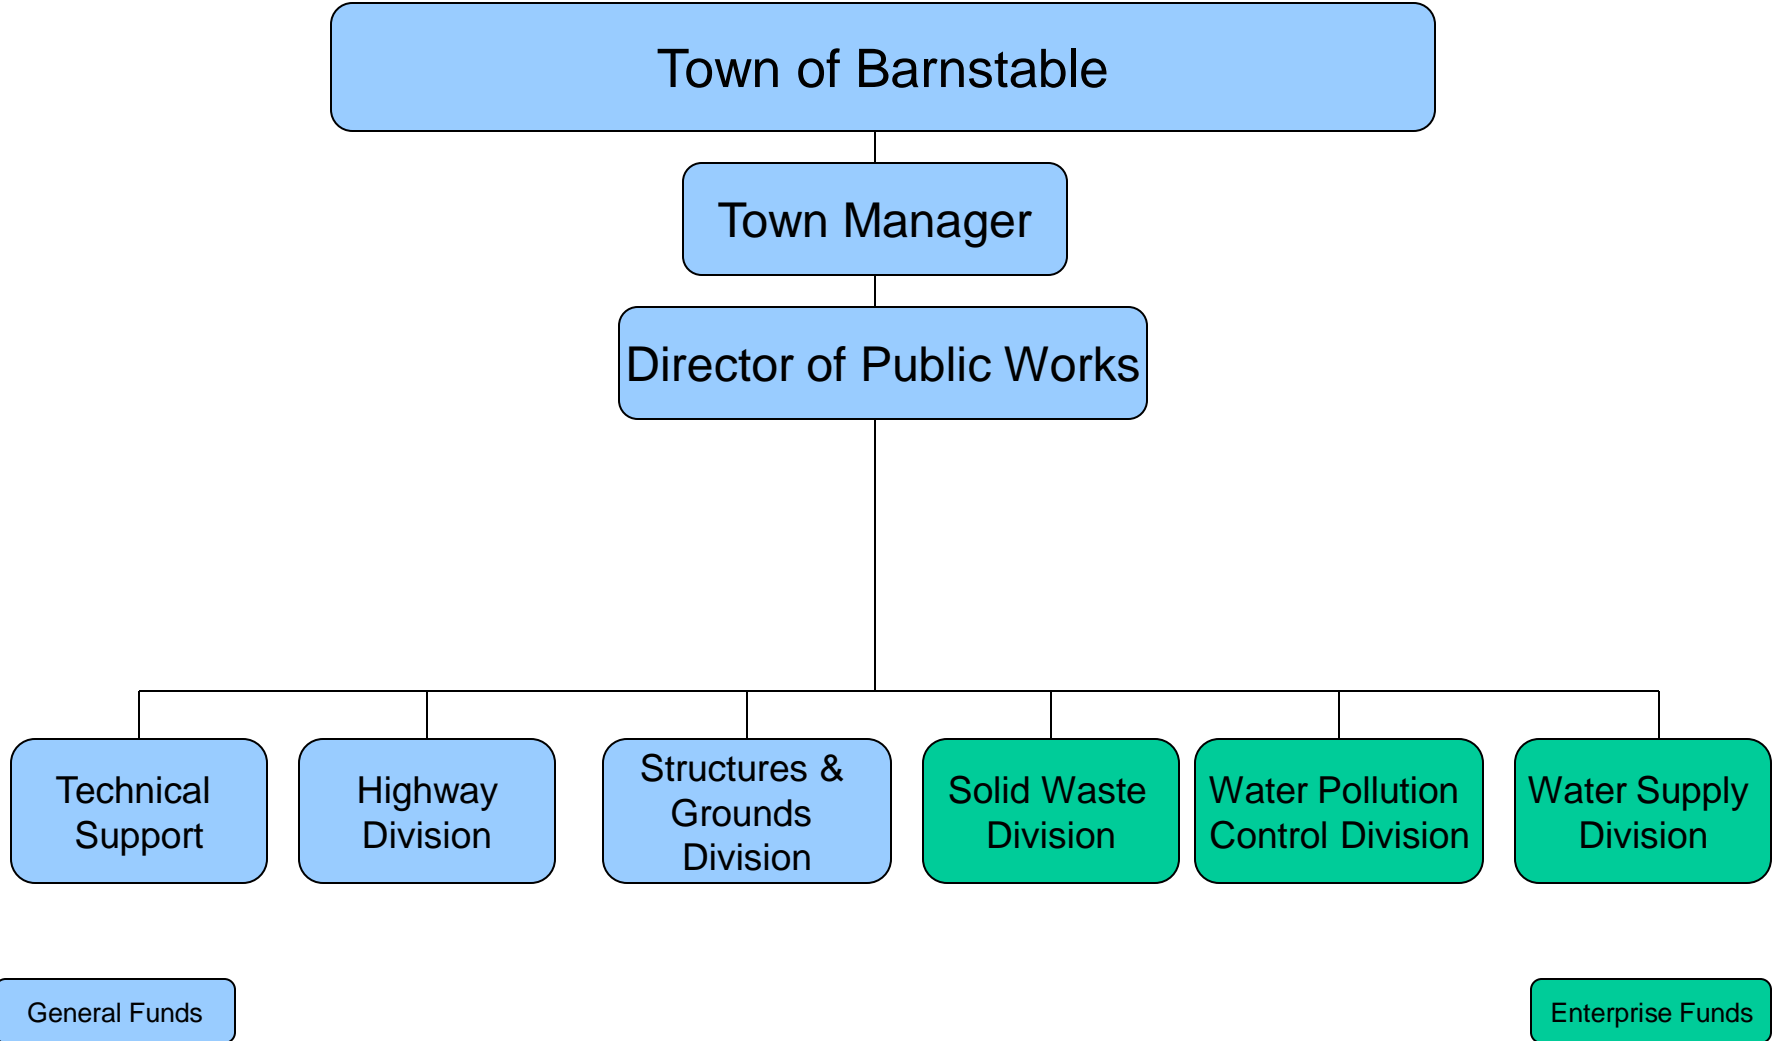 Town of Barnstable
Town Manager
Director of Public Works
Technical
Support
Highway
Division
Structures &
Grounds
Division
Solid Waste
Division
Water Pollution
Control Division
Water Supply
Division
General Funds
Enterprise Funds